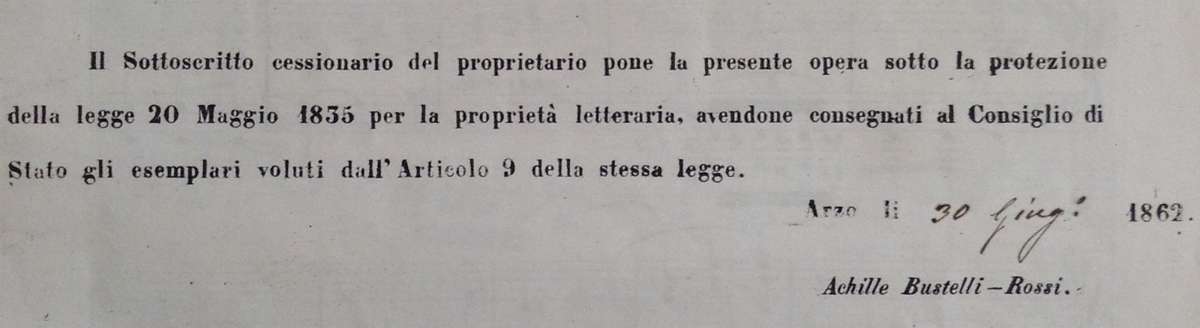 Il Sottoscritto cessionario del proprietario pone la presente opera sotto la protezione
della legge 20 Maggio 1835 per la proprietà letteraria, avendone consegnati al Consiglio di
Stato gli esemplari voluti dall' Articolo 9 della stessa legge.
Arzo li 30 Giug.º 1862.
Achille Bustelli–Rossi.